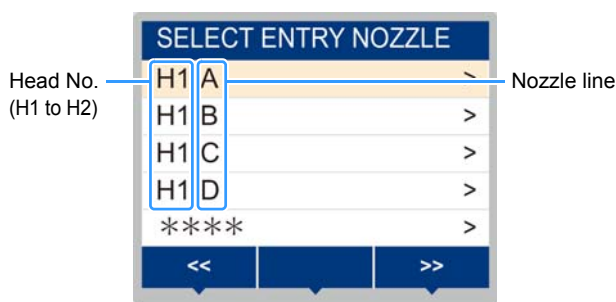 SELECT ENTRY NOZZLE
Head No.
(H1 to H2)
H1 A >
Nozzle line
H1 B >
H1 C >
H1 D >
**** >
<< >>